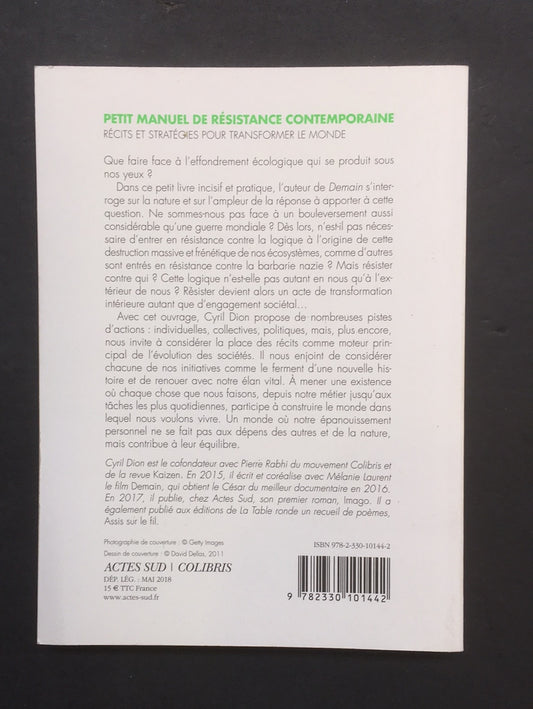 PETIT MANUEL DE RÉSISTANCE CONTEMPORAINE
RÉCITS ET STRATÉGIES POUR TRANSFORMER LE MONDE
Que faire face à l'effondrement écologique qui se produit sous
nos yeux ?
Dans ce petit livre incisif et pratique, l'auteur de Demain s'inter-
roge sur la nature et sur l'ampleur de la réponse à apporter à cette
question. Ne sommes-nous pas face à un bouleversement aussi
considérable qu'une guerre mondiale ? Dès lors, n'est-il pas néces-
saire d'entrer en résistance contre la logique à l'origine de cette
destruction massive et frénétique de nos écosystèmes, comme d'autres
sont entrés en résistance contre la barbarie nazie ? Mais résister
contre qui ? Cette logique n'est-elle pas autant en nous qu'à l'ex-
térieur de nous ? Résister devient alors un acte de transformation
intérieure autant que d'engagement sociétal...
Avec cet ouvrage, Cyril Dion propose de nombreuses pistes
d'actions : individuelles, collectives, politiques, mais, plus encore,
nous invite à considérer la place des récits comme moteur prin-
cipal de l'évolution des sociétés. Il nous enjoint de considérer
chacune de nos initiatives comme le ferment d'une nouvelle his-
toire et de renouer avec notre élan vital. À mener une existence
où chaque chose que nous faisons, depuis notre métier jusqu'aux
tâches les plus quotidiennes, participe à construire le monde dans
lequel nous voulons vivre. Un monde où notre épanouissement
personnel ne se fait pas aux dépens des autres et de la nature,
mais contribue à leur équilibre.
Cyril Dion est le cofondateur avec Pierre Rabhi du mouvement Colibris et
de la revue Kaizen. En 2015, il écrit et coréalise avec Mélanie Laurent
le film Demain, qui obtient le César du meilleur documentaire en 2016.
En 2017, il publie, chez Actes Sud, son premier roman, Imago. Il a
également publié aux éditions de La Table ronde un recueil de poèmes,
Assis sur le fil.
Photographie de couverture : © Getty Images
Dessin de couverture : © David Dellas, 2011
ACTES SUD | COLIBRIS
DÉP. LÉG. : MAI 2018
15 € TTC France
www.actes-sud.fr
ISBN 978-2-330-10144-2
9 782330 101442